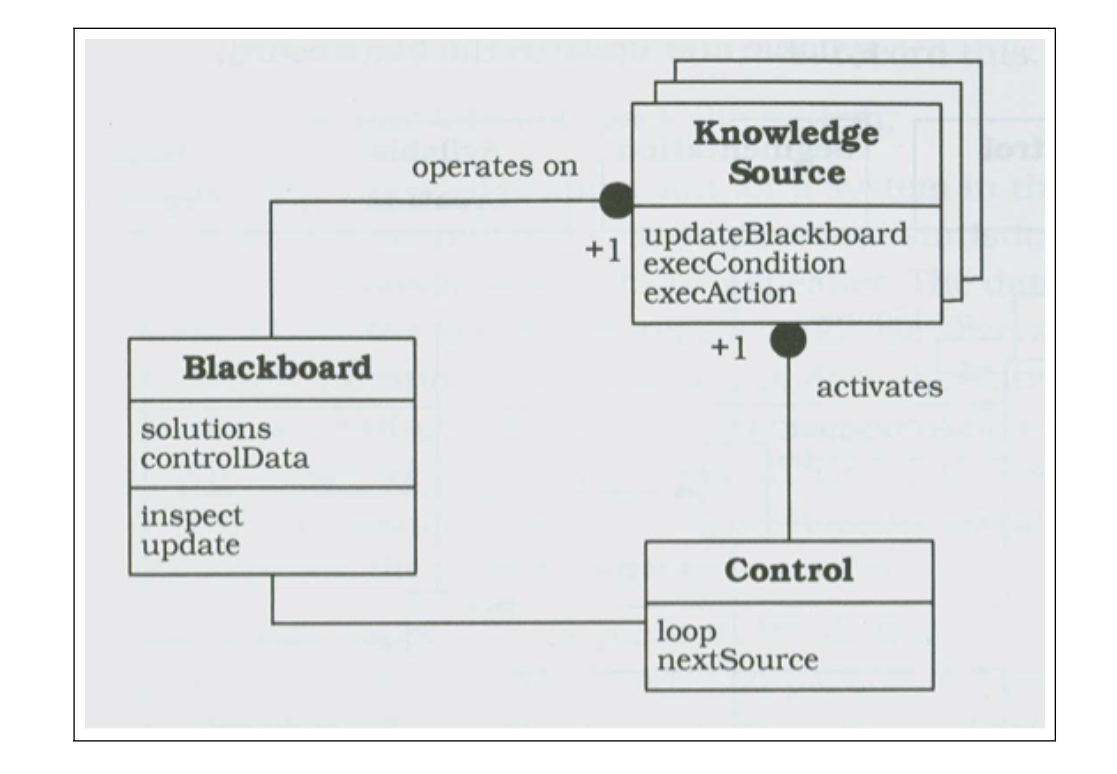 Knowledge
Source
operates on
+1
updateBlackboard
execCondition
execAction
+1
activates
Blackboard
solutions
controlData
inspect
update
Control
loop
nextSource